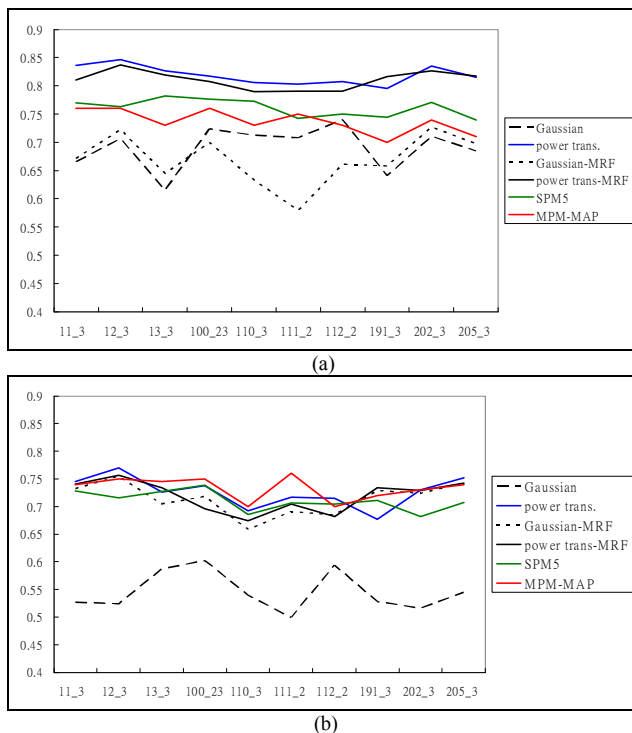 0.9
0.85
0.8
0.75
0.7
0.65
0.6
0.55
0.5
0.45
0.4
11_3 12_3 13_3 100_23 110_3 111_2 112_2 191_3 202_3 205_3
Gaussian
power trans.
Gaussian-MRF
power trans-MRF
SPM5
MPM-MAP
(a)
0.9
0.85
0.8
0.75
0.7
0.65
0.6
0.55
0.5
0.45
0.4
11_3 12_3 13_3 100_23 110_3 111_2 112_2 191_3 202_3 205_3
Gaussian
power trans.
Gaussian-MRF
power trans-MRF
SPM5
MPM-MAP
(b)